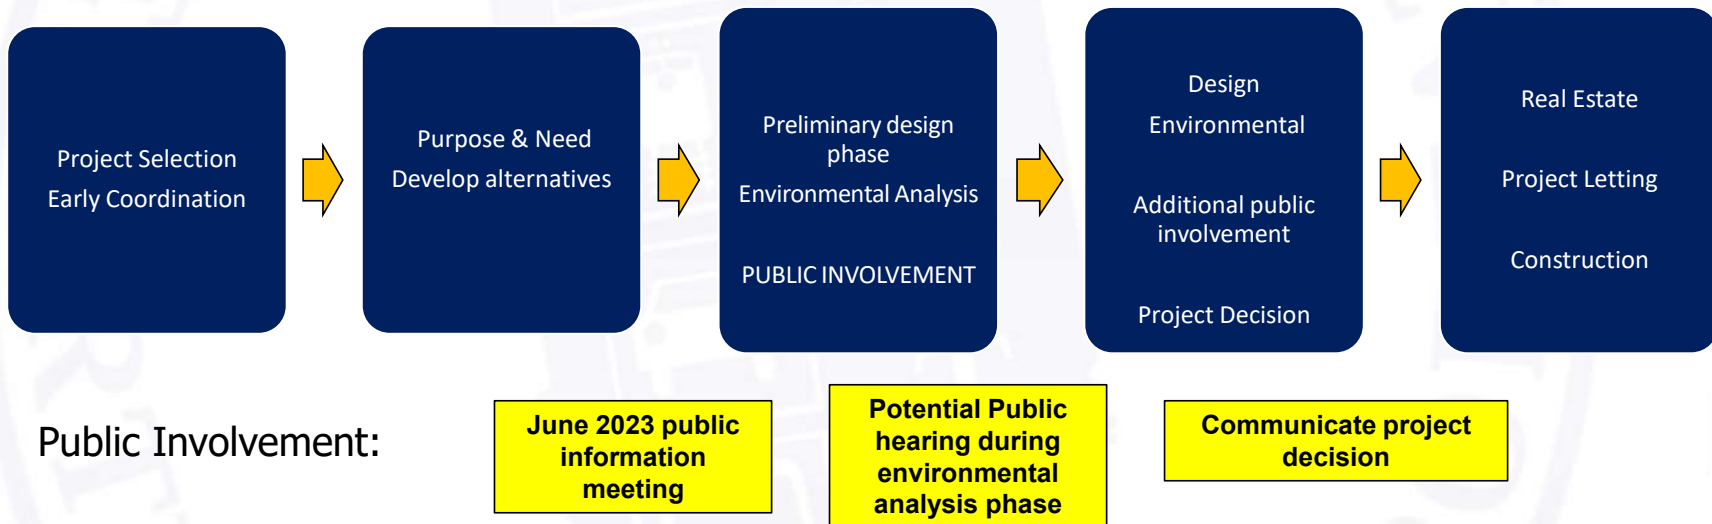 Project Selection
Early Coordination
Purpose & Need
Develop alternatives
Preliminary design
phase
Environmental Analysis
PUBLIC INVOLVEMENT
Design
Environmental
Additional public
involvement
Project Decision
Real Estate
Project Letting
Construction
Public Involvement:
June 2023 public
information
meeting
Potential Public
hearing during
environmental
analysis phase
Communicate project
decision